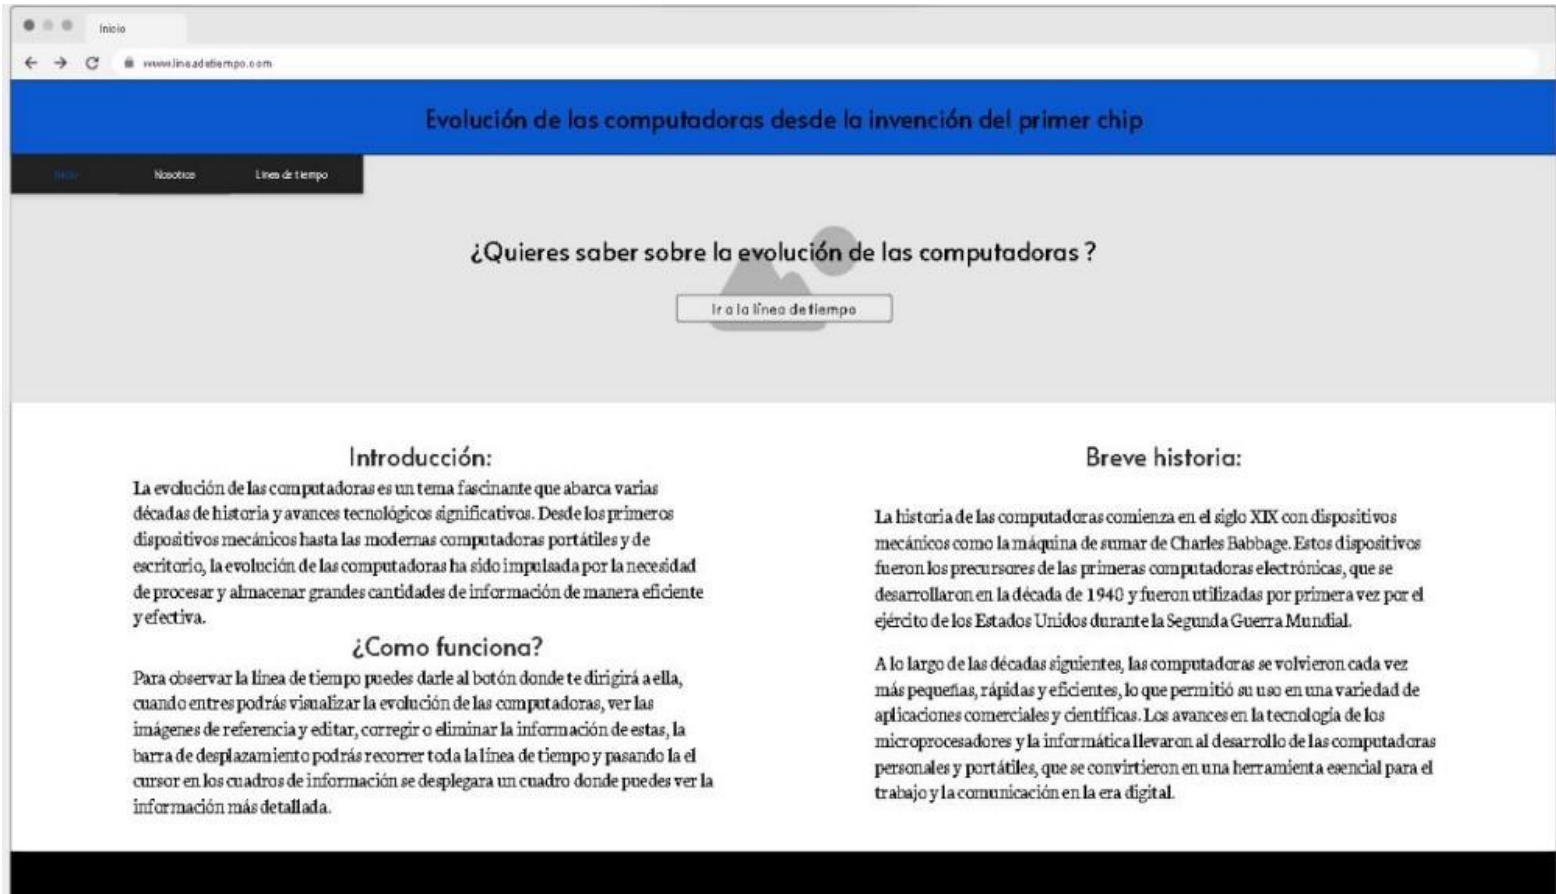 Inicio
www.lineadetiempo.com
Evolución de las computadoras desde la invención del primer chip
Inicio Nosotros Linea de tiempo
¿Quieres saber sobre la evolución de las computadoras ?
Ir a la línea de tiempo
Introducción:
La evolución de las computadoras es un tema fascinante que abarca varias
décadas de historia y avances tecnológicos significativos. Desde los primeros
dispositivos mecánicos hasta las modernas computadoras portátiles y de
escritorio, la evolución de las computadoras ha sido impulsada por la necesidad
de procesar y almacenar grandes cantidades de información de manera eficiente
y efectiva.
¿Como funciona?
Para observar la linea de tiempo puedes darle al botón donde te dirigirá a ella,
cuando entres podrás visualizar la evolución de las computadoras, ver las
imágenes de referencia y editar, corregir o eliminar la información de estas, la
barra de desplazamiento podrás recorrer toda la línea de tiempo y pasando la el
cursor en los cuadros de información se desplegara un cuadro donde puedes ver la
información más detallada.
Breve historia:
La historia de las computadoras comienza en el siglo XIX con dispositivos
mecánicos como la máquina de sumar de Charles Babbage. Estos dispositivos
fueron los precursores de las primeras computadoras electrónicas, que se
desarrollaron en la década de 1940 y fueron utilizadas por primera vez por el
ejército de los Estados Unidos durante la Segunda Guerra Mundial.
A lo largo de las décadas siguientes, las computadoras se volvieron cada vez
más pequeñas, rápidas y eficientes, lo que permitió su uso en una variedad de
aplicaciones comerciales y científicas. Los avances en la tecnología de los
microprocesadores y la informática llevaron al desarrollo de las computadoras
personales y portátiles, que se convirtieron en una herramienta esencial para el
trabajo y la comunicación en la era digital.